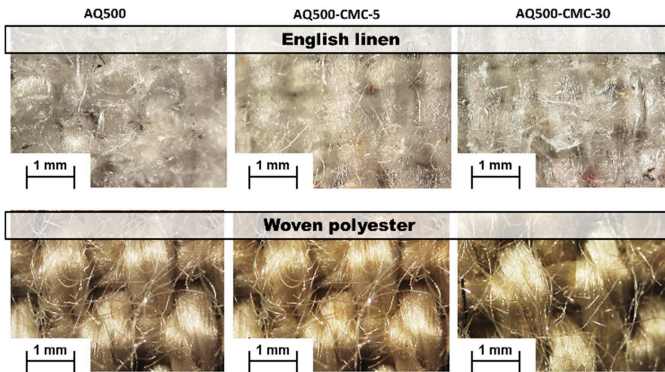 AQ500 AQ500-CMC-5 AQ500-CMC-30
English linen
1 mm 1 mm 1 mm
Woven polyester
1 mm 1 mm 1 mm